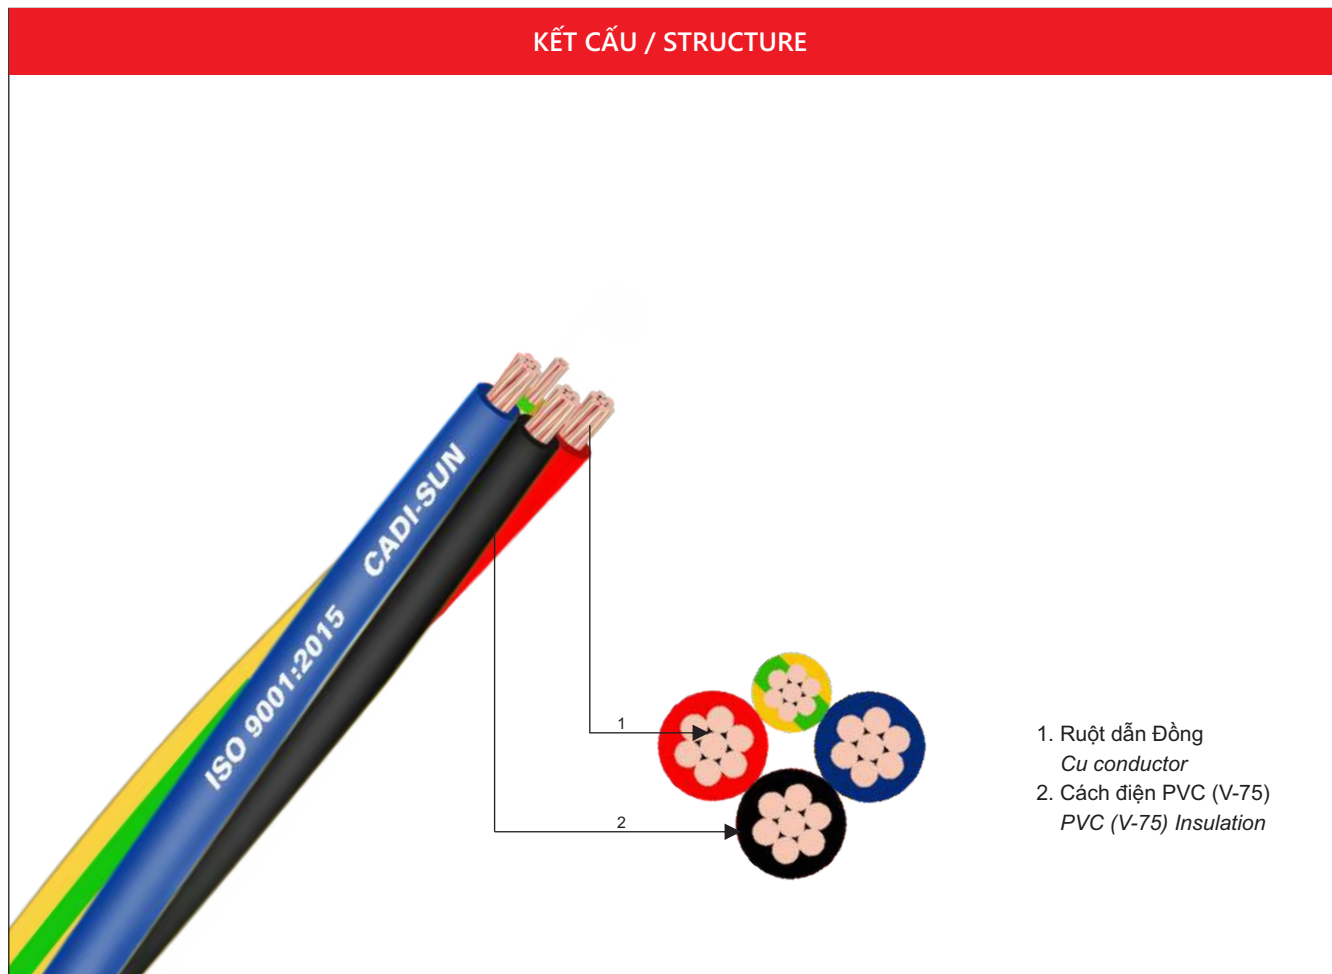 KẾT CẤU / STRUCTURE
CADI-SUN
ISO 9001:2015
1
2
1. Ruột dẫn Đồng
Cu conductor
2. Cách điện PVC (V-75)
PVC (V-75) Insulation